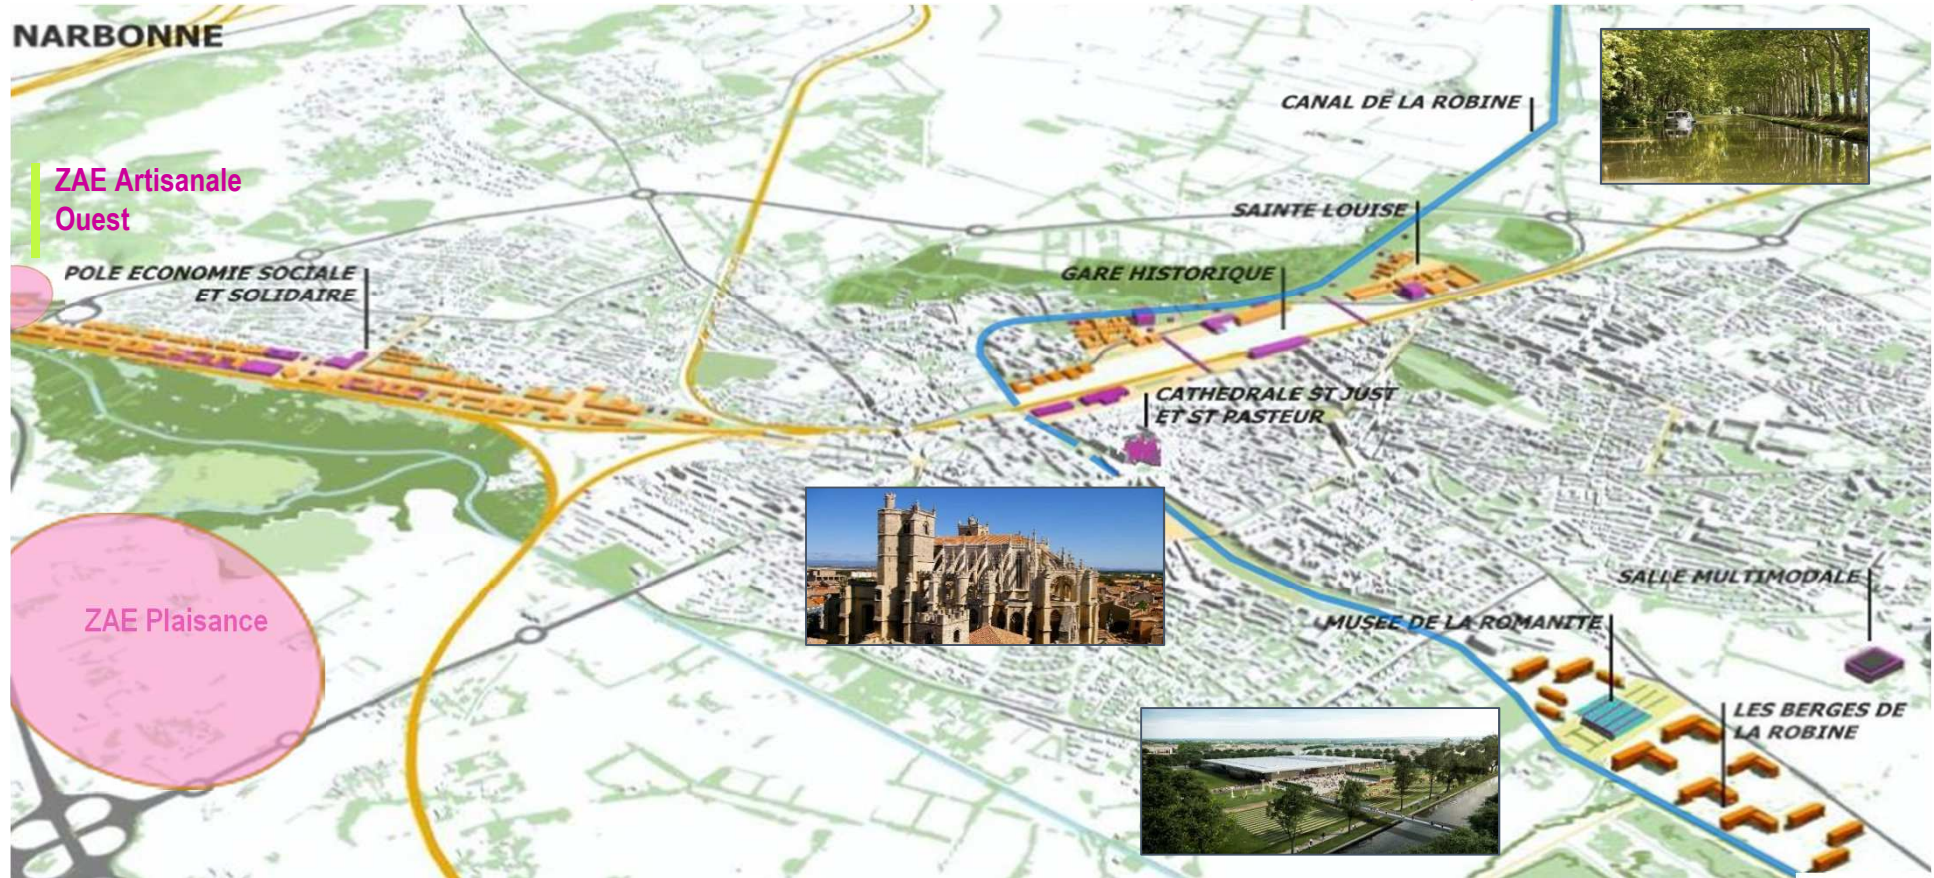 NARBONNE
CANAL DE LA ROBINE
ZAE Artisanale
Ouest
SAINTE LOUISE
POLE ECONOMIE SOCIALE
ET SOLIDAIRE
GARE HISTORIQUE
CATHEDRALE ST JUST
ET ST PASTEUR
SALLE MULTIMODALE
ZAE Plaisance
MUSEE DE LA ROMANITE
LES BERGES DE
LA ROBINE